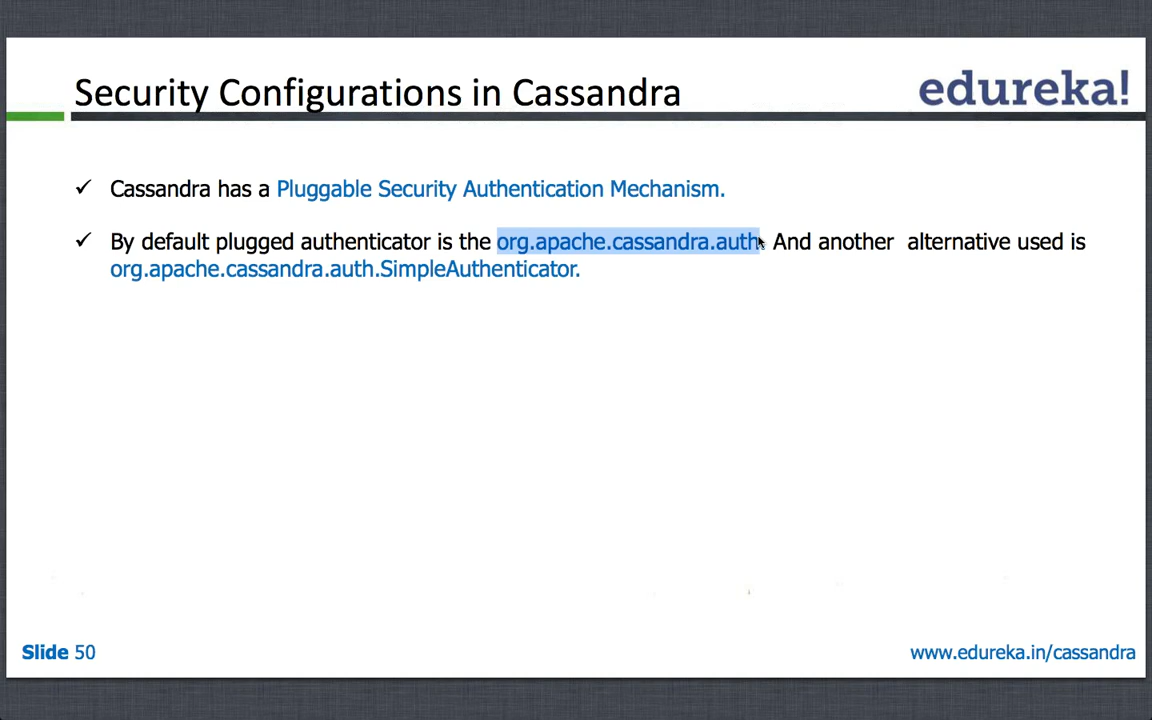 Security Configurations in Cassandra
edureka!
✓ Cassandra has a Pluggable Security Authentication Mechanism.
✓ By default plugged authenticator is the org.apache.cassandra.auth. And another alternative used is
org.apache.cassandra.auth.SimpleAuthenticator.
Slide 50
www.edureka.in/cassandra